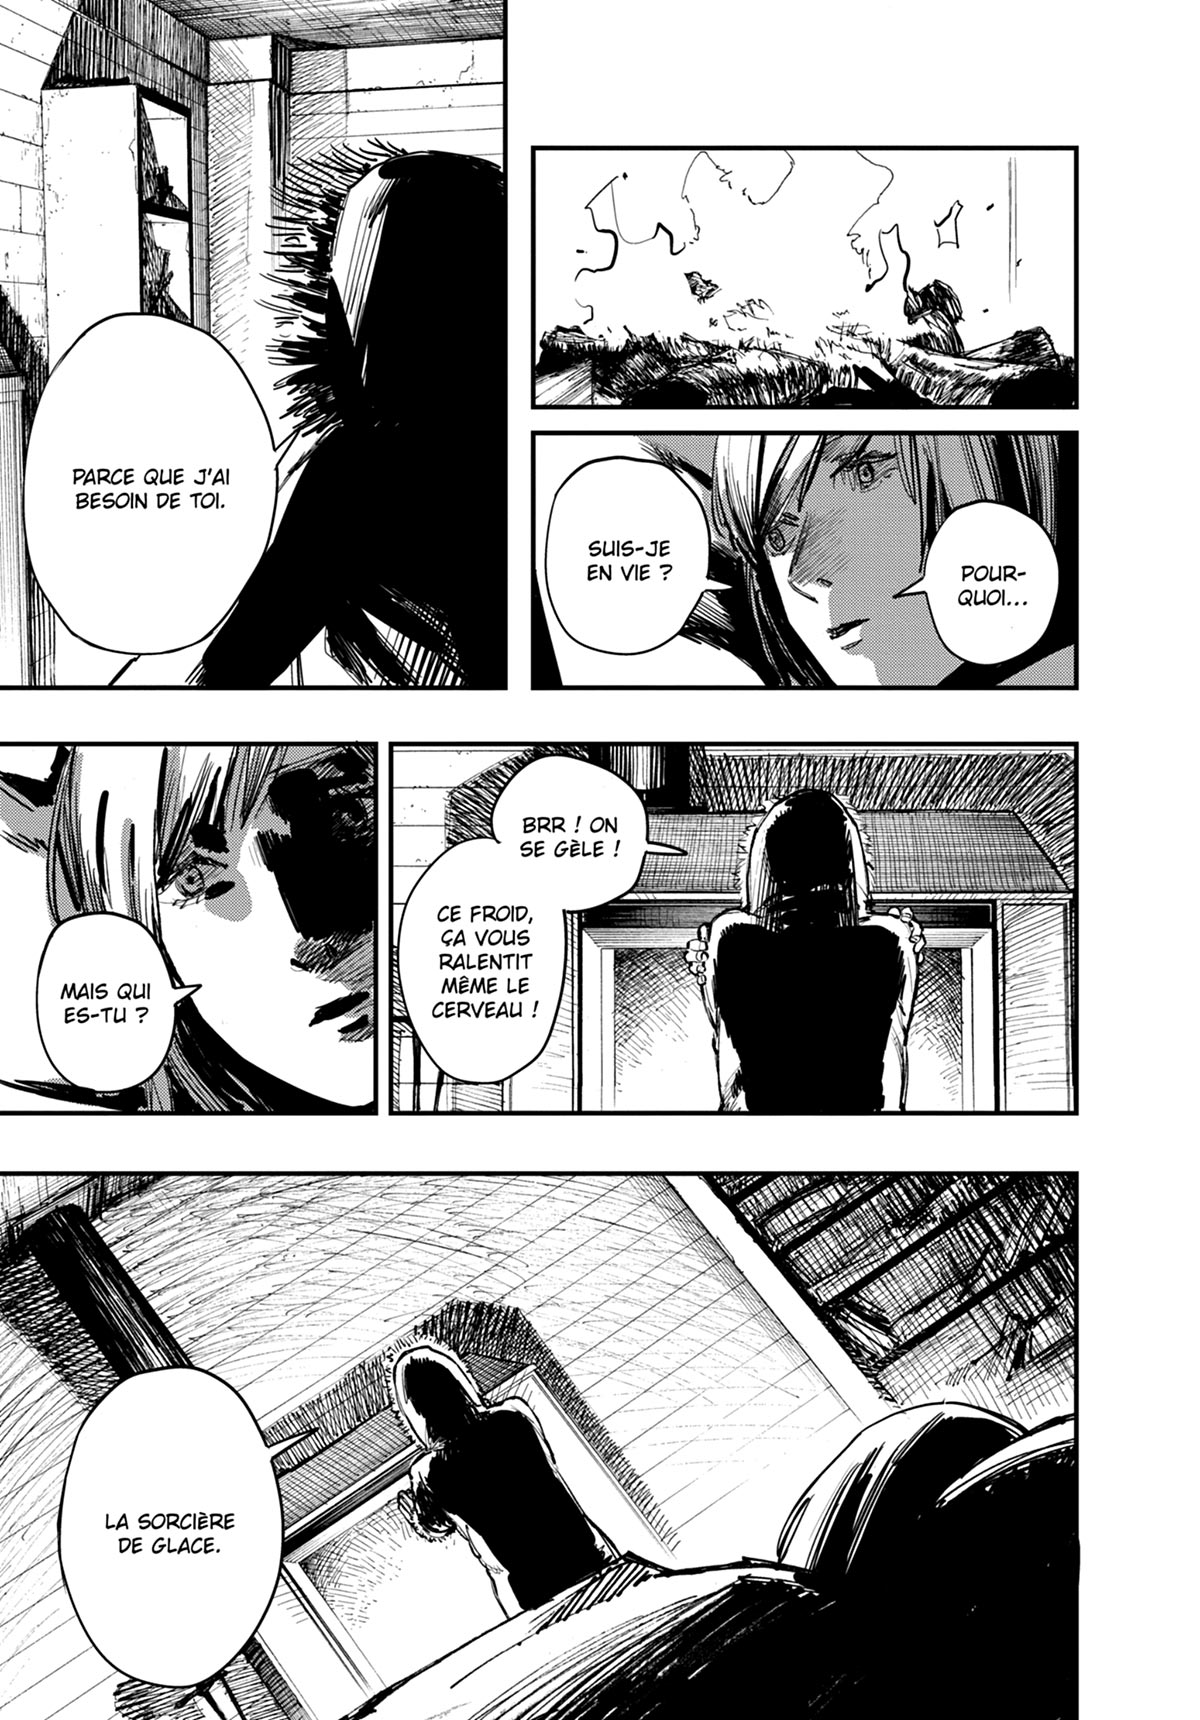 POUR-
QUOI...
SUIS-JE
EN VIE ?
PARCE QUE J'AI
BESOIN DE TOI.
BRR ! ON
SE GÈLE !
CE FROID,
ÇA VOUS
RALENTIT
MÊME LE
CERVEAU !
MAIS QUI
ES-TU ?
LA SORCIÈRE
DE GLACE.